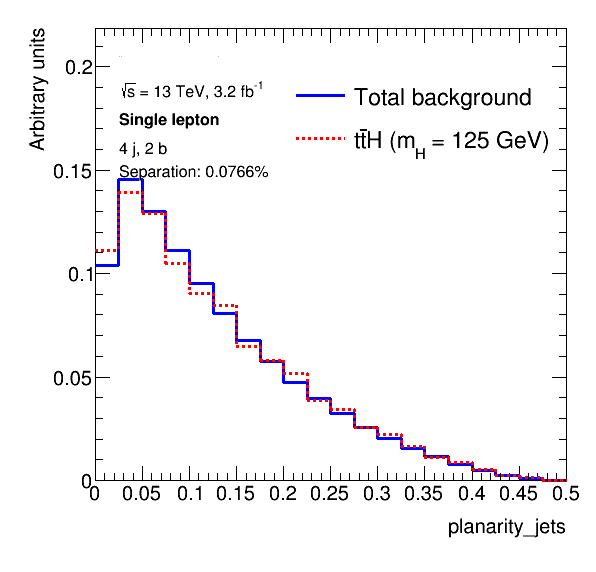 Arbitrary units
0.2
0.15
0.1
0.05
0
√s = 13 TeV, 3.2 fb⁻¹
Single lepton
4 j, 2 b
Separation: 0.0766%
Total background
tt̄H (m_H = 125 GeV)
0 0.05 0.1 0.15 0.2 0.25 0.3 0.35 0.4 0.45 0.5
planarity_jets